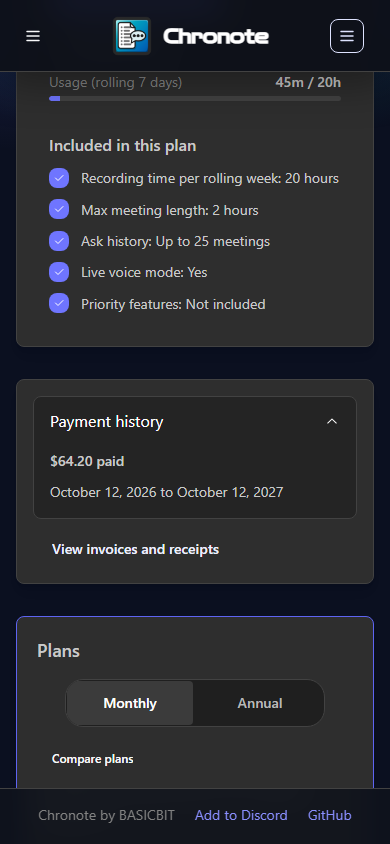 Chronote
Usage (rolling 7 days) 45m / 20h
Included in this plan
Recording time per rolling week: 20 hours
Max meeting length: 2 hours
Ask history: Up to 25 meetings
Live voice mode: Yes
Priority features: Not included
Payment history
$64.20 paid
October 12, 2026 to October 12, 2027
View invoices and receipts
Plans
Monthly Annual
Compare plans
Chronote by BASICBIT Add to Discord GitHub